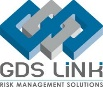 GDS LiNK
RISK MANAGEMENT SOLUTIONS